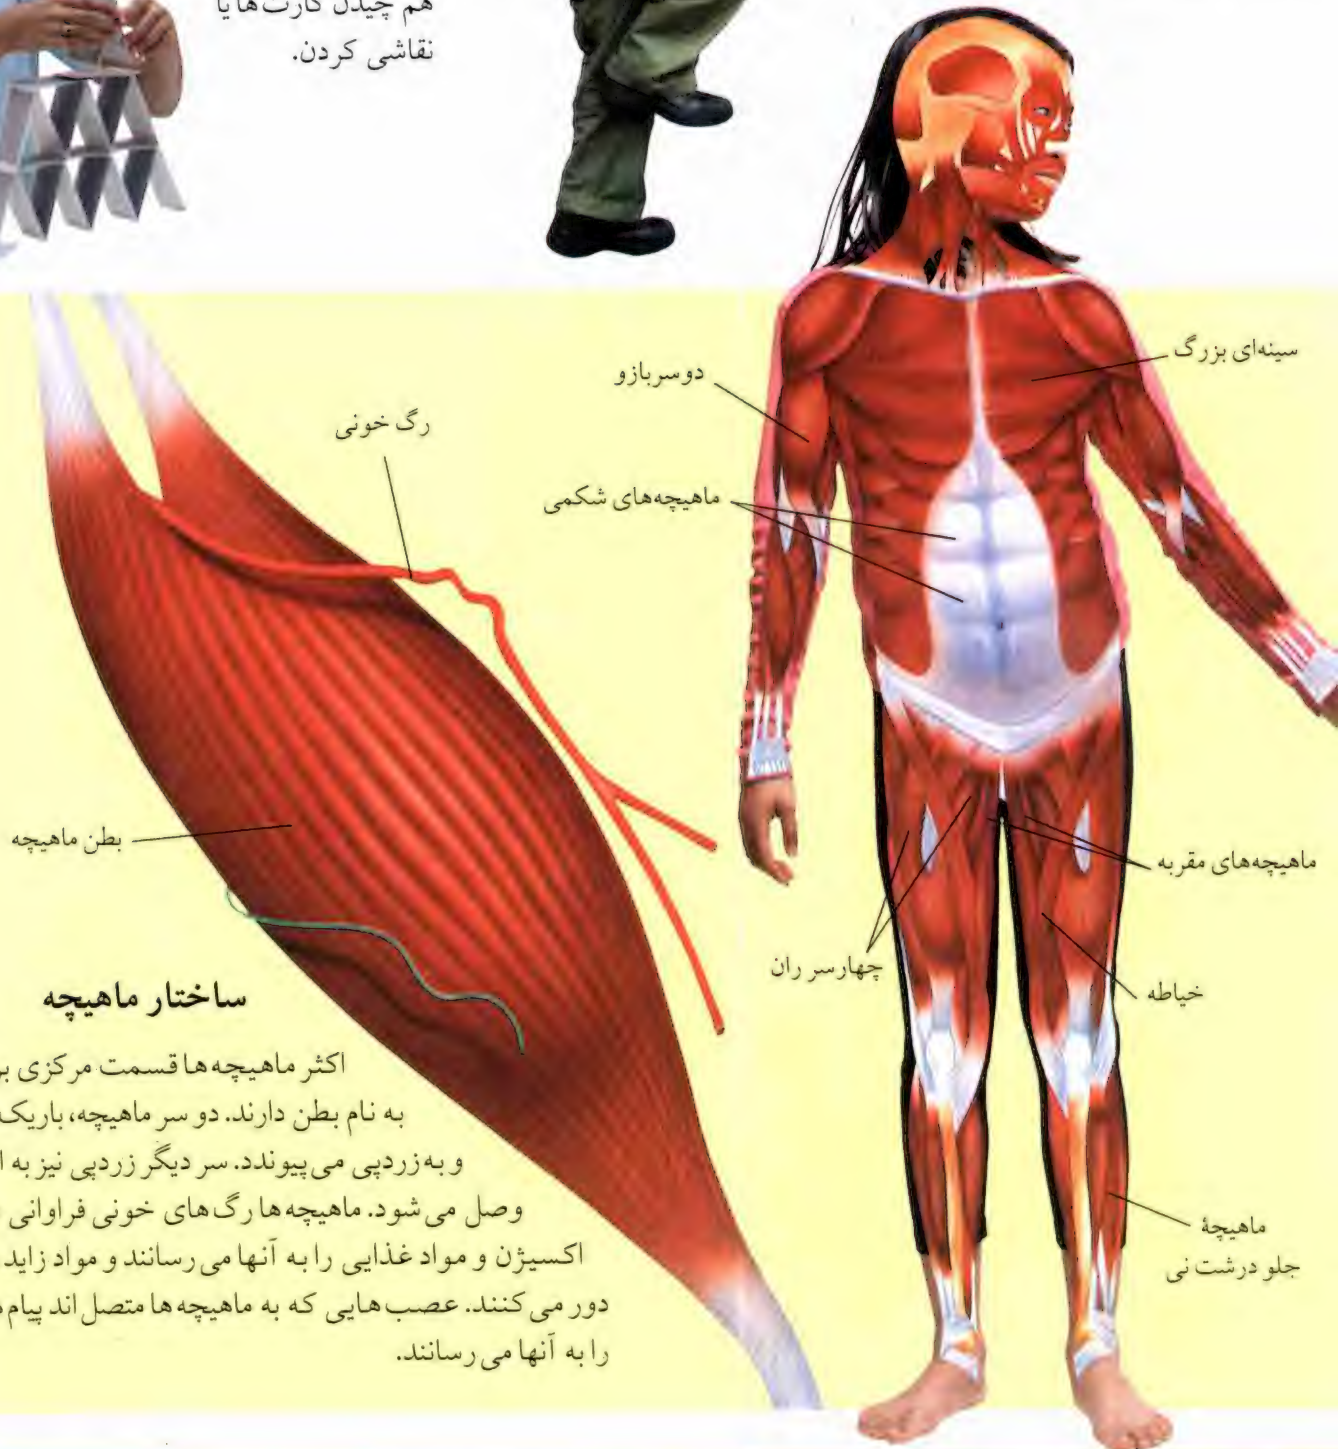 هم چیدن کارت‌ها یا
نقاشی کردن.
سینه‌ای بزرگ
دوسربازو
رگ خونی
ماهیچه‌های شکمی
بطن ماهیچه
ماهیچه‌های مقربه
چهارسر ران
خیاطه
ماهیچهٔ
جلو درشت نی
ساختار ماهیچه
اکثر ماهیچه‌ها قسمت مرکزی
به نام بطن دارند. دو سر ماهیچه، باریک
و به زردپی می‌پیوندد. سر دیگر زردپی نیز به
وصل می‌شود. ماهیچه‌ها رگ‌های خونی فراوانی
اکسیژن و مواد غذایی را به آنها می‌رسانند و مواد زاید
دور می‌کنند. عصب‌هایی که به ماهیچه‌ها متصل‌اند
را به آنها می‌رسانند.